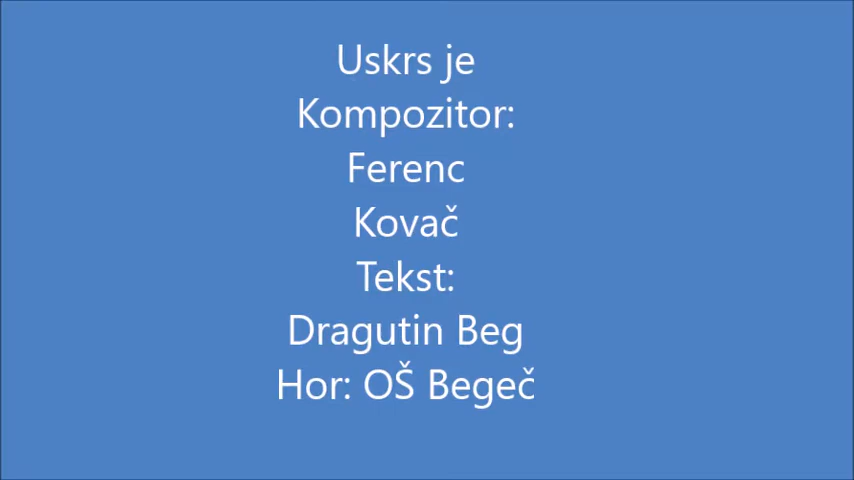 Uskrs je
Kompozitor:
Ferenc
Kovač
Tekst:
Dragutin Beg
Hor: OŠ Begeč